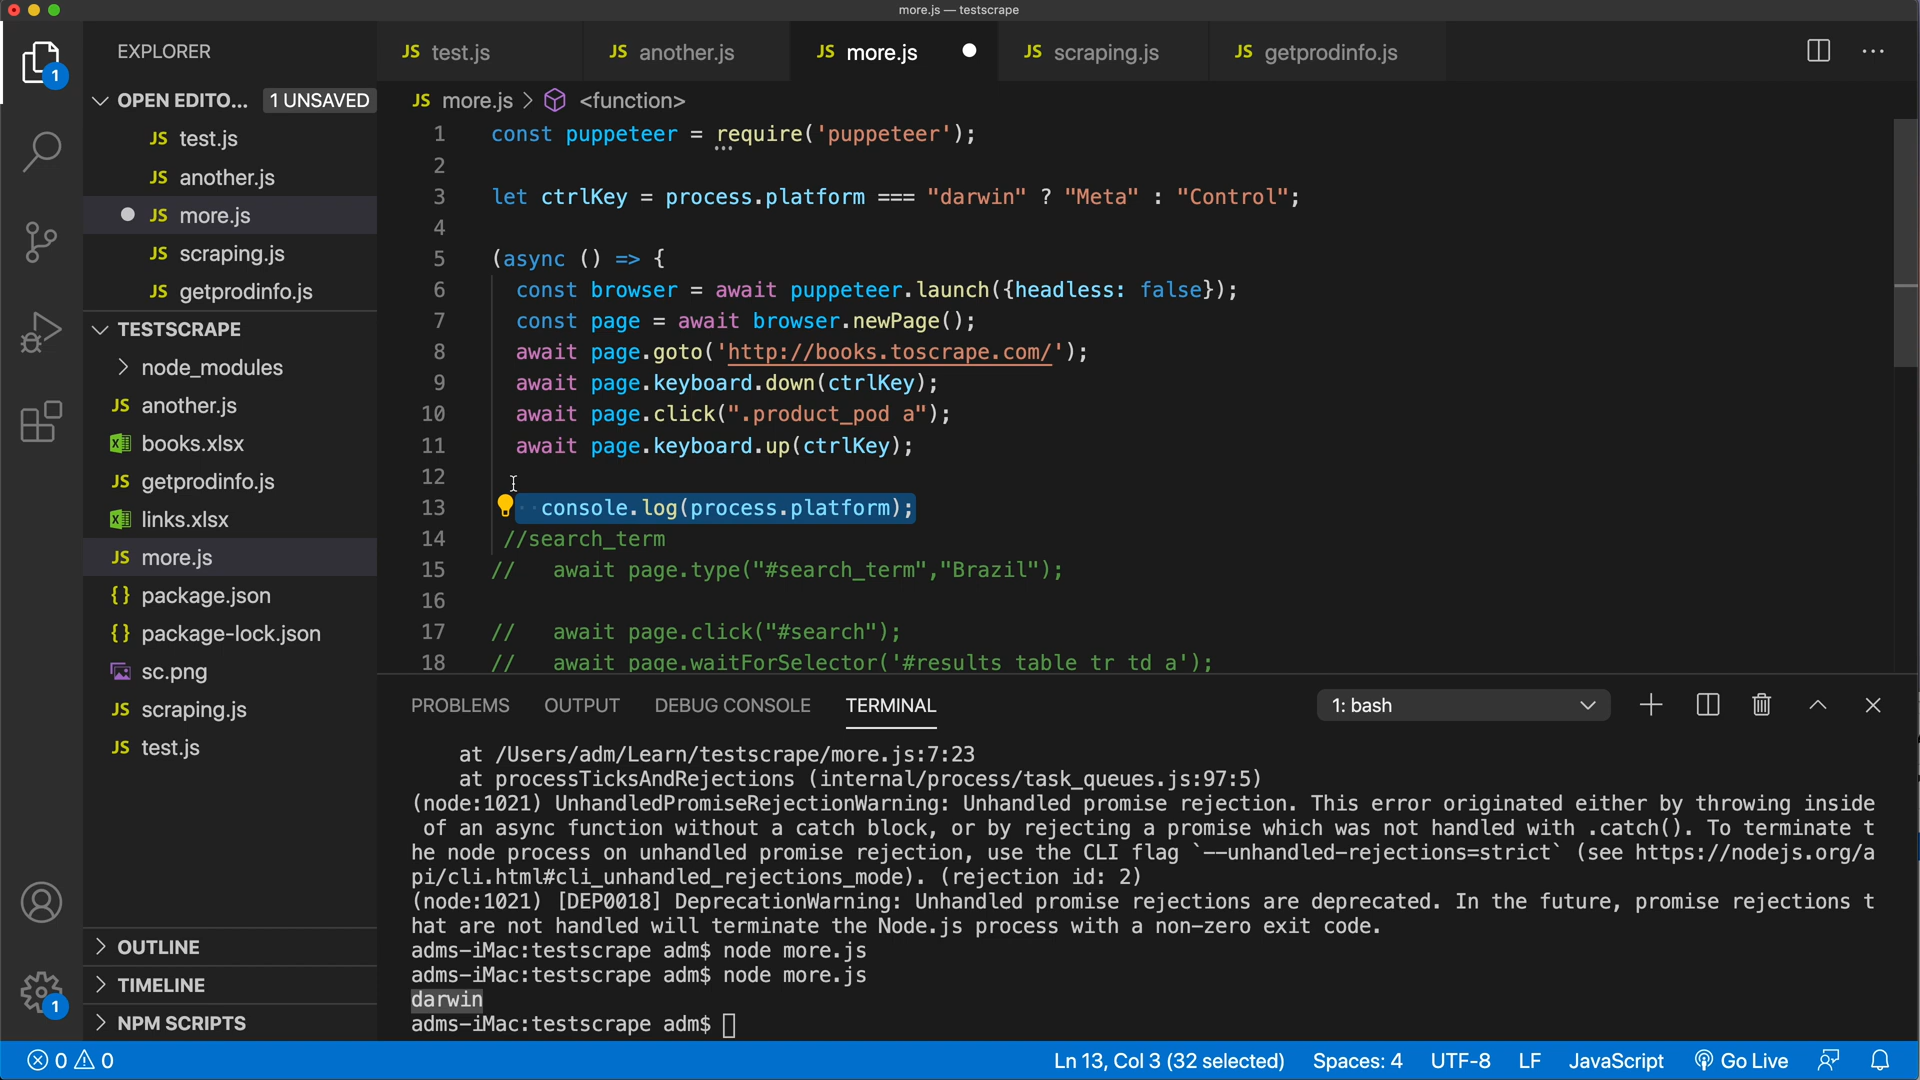 more.js — testscrape
EXPLORER
OPEN EDITO... 1 UNSAVED
JS test.js
JS another.js
JS more.js
JS scraping.js
JS getprodinfo.js
TESTSCRAPE
node_modules
JS another.js
books.xlsx
JS getprodinfo.js
links.xlsx
JS more.js
{} package.json
{} package-lock.json
sc.png
JS scraping.js
JS test.js
OUTLINE
TIMELINE
NPM SCRIPTS
1
1
JS test.js JS another.js JS more.js JS scraping.js JS getprodinfo.js
JS more.js > <function>
1 const puppeteer = require('puppeteer');
2
3 let ctrlKey = process.platform === "darwin" ? "Meta" : "Control";
4
5 (async () => {
6 const browser = await puppeteer.launch({headless: false});
7 const page = await browser.newPage();
8 await page.goto('http://books.toscrape.com/');
9 await page.keyboard.down(ctrlKey);
10 await page.click(".product_pod a");
11 await page.keyboard.up(ctrlKey);
12
13 console.log(process.platform);
14 //search_term
15 // await page.type("#search_term","Brazil");
16
17 // await page.click("#search");
18 // await page.waitForSelector('#results table tr td a');
PROBLEMS OUTPUT DEBUG CONSOLE TERMINAL 1: bash
at /Users/adm/Learn/testscrape/more.js:7:23
at processTicksAndRejections (internal/process/task_queues.js:97:5)
(node:1021) UnhandledPromiseRejectionWarning: Unhandled promise rejection. This error originated either by throwing inside
of an async function without a catch block, or by rejecting a promise which was not handled with .catch(). To terminate t
he node process on unhandled promise rejection, use the CLI flag `--unhandled-rejections=strict` (see https://nodejs.org/a
pi/cli.html#cli_unhandled_rejections_mode). (rejection id: 2)
(node:1021) [DEP0018] DeprecationWarning: Unhandled promise rejections are deprecated. In the future, promise rejections t
hat are not handled will terminate the Node.js process with a non-zero exit code.
adms-iMac:testscrape adm$ node more.js
adms-iMac:testscrape adm$ node more.js
darwin
adms-iMac:testscrape adm$
0 0 Ln 13, Col 3 (32 selected) Spaces: 4 UTF-8 LF JavaScript Go Live